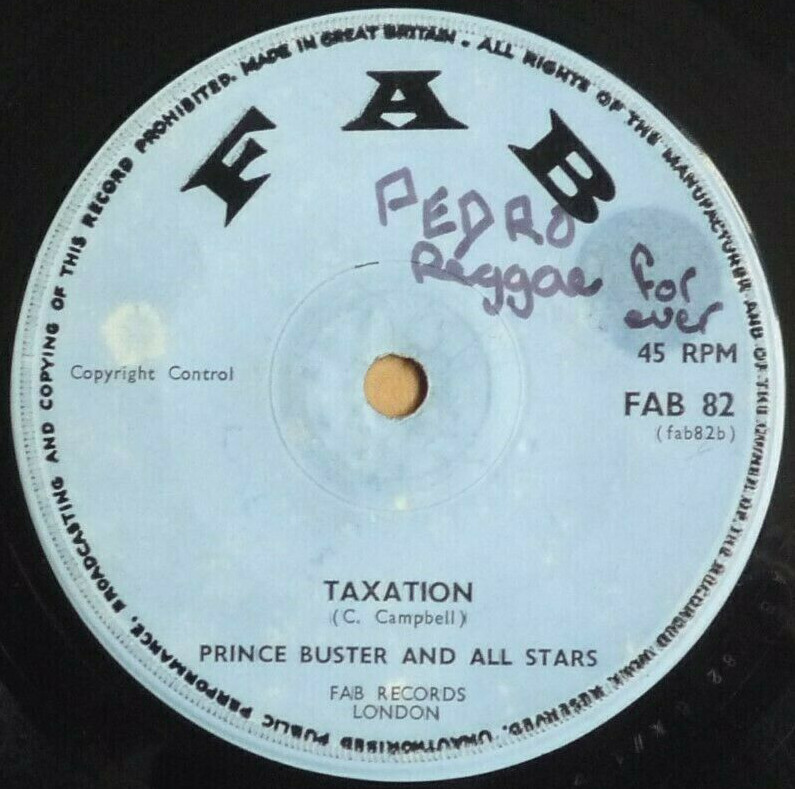 FAB
MADE IN GREAT BRITAIN . ALL RIGHTS OF THE MANUFACTURER AND OF THE OWNER OF THE RECORDED WORK RESERVED. UNAUTHORISED PUBLIC PERFORMANCE, BROADCASTING AND COPYING OF THIS RECORD PROHIBITED.
PEDRO
Reggae for
ever
45 RPM
Copyright Control
FAB 82
(fab82b)
TAXATION
(C. Campbell)
PRINCE BUSTER AND ALL STARS
FAB RECORDS
LONDON